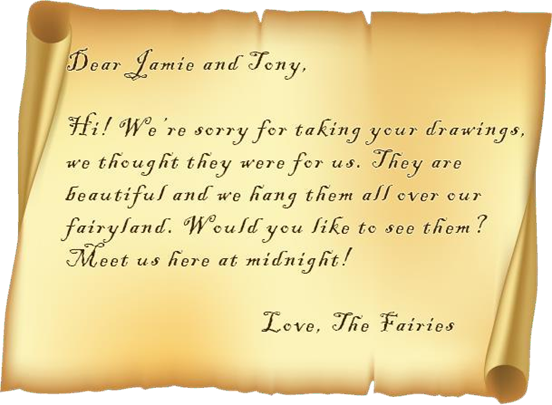 Dear Jamie and Tony,
Hi! We're sorry for taking your drawings,
we thought they were for us. They are
beautiful and we hang them all over our
fairyland. Would you like to see them?
Meet us here at midnight!
Love, The Fairies